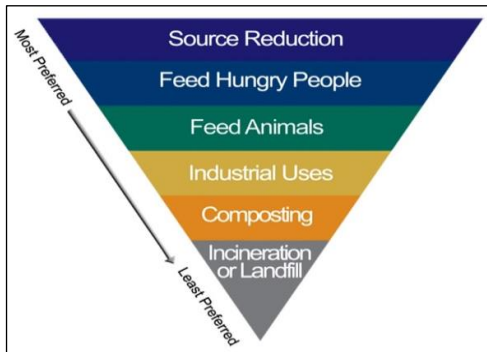 Most Preferred
Source Reduction
Feed Hungry People
Feed Animals
Industrial Uses
Composting
Incineration
or Landfill
Least Preferred